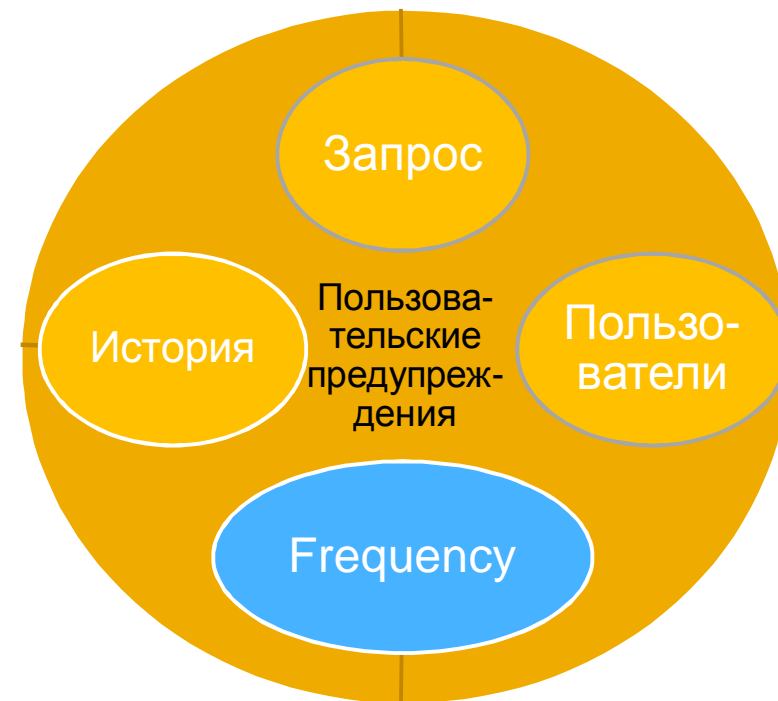 Запрос
История
Пользова-
тельские
предупреж-
дения
Пользо-
ватели
Frequency